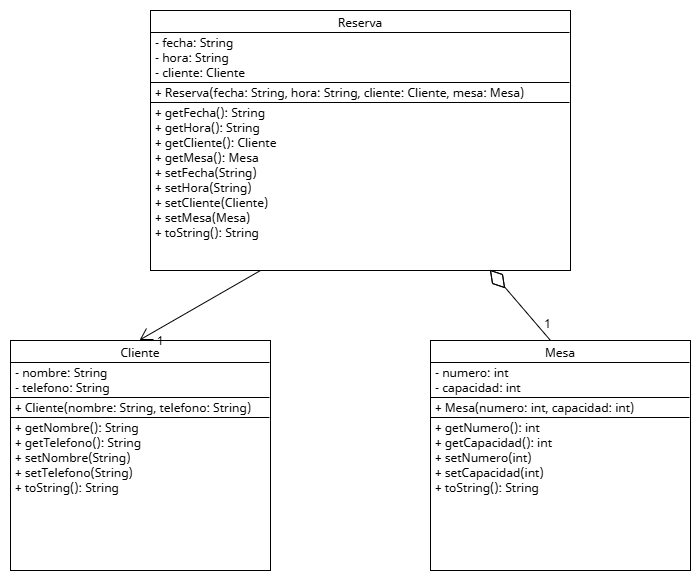 Reserva
- fecha: String
- hora: String
- cliente: Cliente
+ Reserva(fecha: String, hora: String, cliente: Cliente, mesa: Mesa)
+ getFecha(): String
+ getHora(): String
+ getCliente(): Cliente
+ getMesa(): Mesa
+ setFecha(String)
+ setHora(String)
+ setCliente(Cliente)
+ setMesa(Mesa)
+ toString(): String
1
Cliente
- nombre: String
- telefono: String
+ Cliente(nombre: String, telefono: String)
+ getNombre(): String
+ getTelefono(): String
+ setNombre(String)
+ setTelefono(String)
+ toString(): String
1
Mesa
- numero: int
- capacidad: int
+ Mesa(numero: int, capacidad: int)
+ getNumero(): int
+ getCapacidad(): int
+ setNumero(int)
+ setCapacidad(int)
+ toString(): String